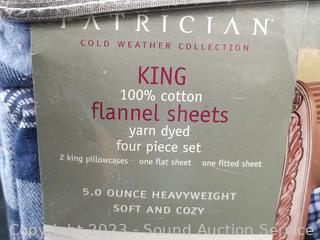 PATRICIAN®
COLD WEATHER COLLECTION
KING
100% cotton
flannel sheets
yarn dyed
four piece set
2 king pillowcases one flat sheet one fitted sheet
5.0 OUNCE HEAVYWEIGHT
SOFT AND COZY
Copyright 2023 - Sound Auction Service